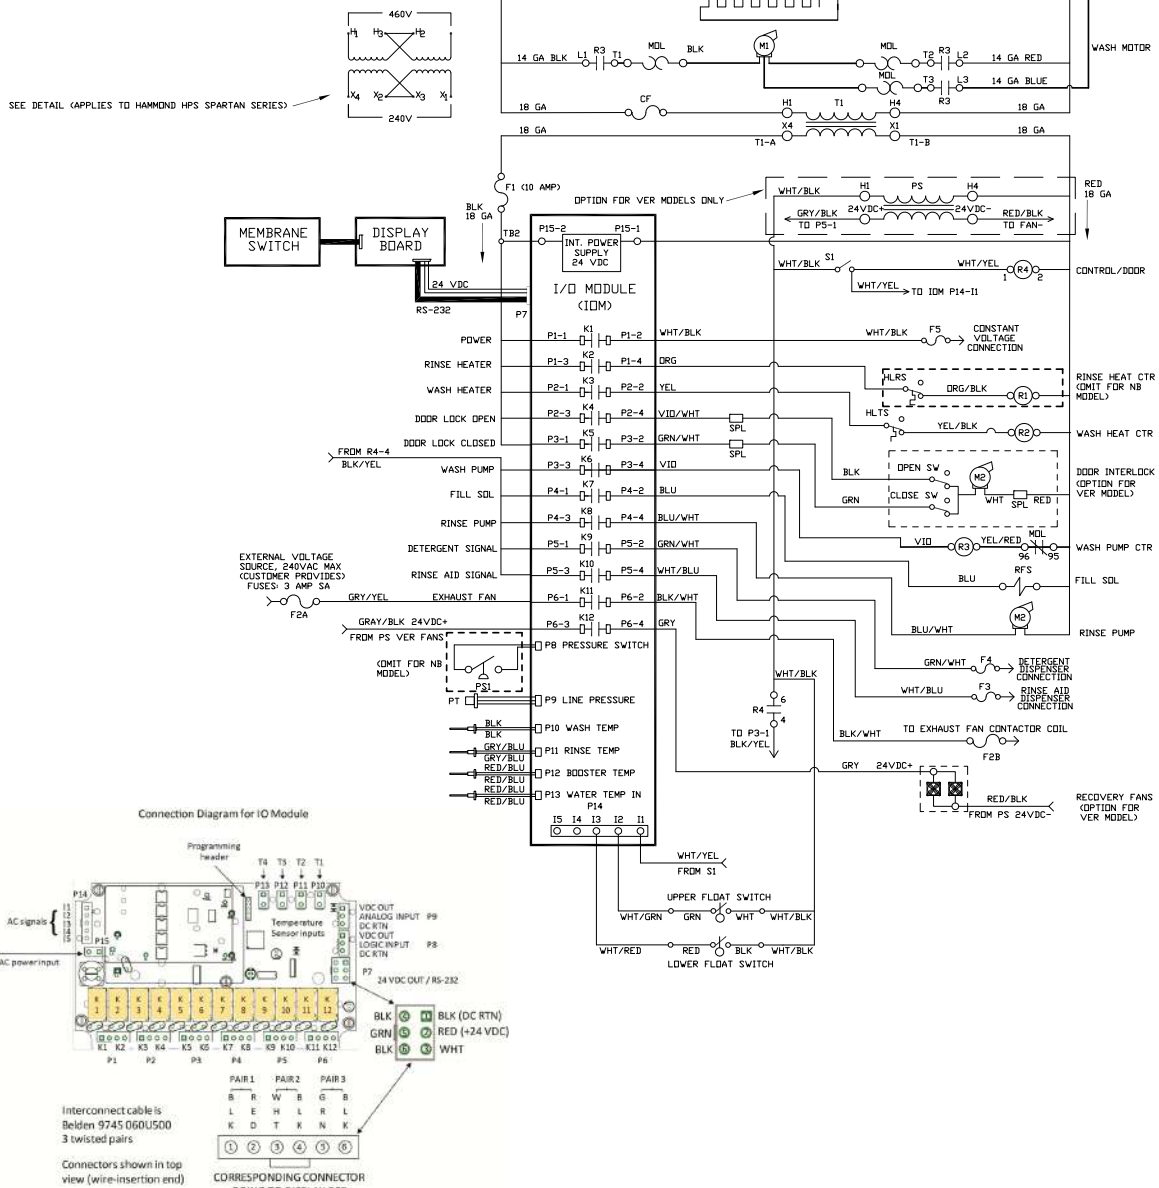 460V
H1 H3 H2
X4 X2 X3 X1
240V
SEE DETAIL (APPLIES TO HAMMOND HPS SPARTAN SERIES)
14 GA BLK L1 R3 T1 MOL BLK M1 MOL T2 R3 L2 14 GA RED
WASH MOTOR
MOL T3 L3 14 GA BLUE
R3
18 GA CF H1 T1 H4 18 GA
18 GA X4 X1 18 GA
T1-A T1-B
F1 (10 AMP)
OPTION FOR VER MODELS ONLY
WHT/BLK H1 PS H4
GRY/BLK 24VDC+ 24VDC- RED/BLK
TO P5-1 TO FAN-
RED
18 GA
BLK
18 GA
TB2
MEMBRANE
SWITCH
DISPLAY
BOARD
24 VDC
RS-232
P7
P15-2 P15-1
INT. POWER
SUPPLY
24 VDC
I/O MODULE
(IOM)
WHT/BLK S1 WHT/YEL 1 R4 2 CONTROL/DOOR
WHT/YEL TO IOM P14-I1
POWER P1-1 K1 P1-2 WHT/BLK
WHT/BLK F5 CONSTANT
VOLTAGE
CONNECTION
RINSE HEATER P1-3 K2 P1-4 ORG
HLRS ORG/BLK R1
RINSE HEAT CTR
(OMIT FOR NB
MODEL)
WASH HEATER P2-1 K3 P2-2 YEL
HLTS YEL/BLK R2 WASH HEAT CTR
DOOR LOCK OPEN P2-3 K4 P2-4 VIO/WHT SPL
DOOR LOCK CLOSED P3-1 K5 P3-2 GRN/WHT SPL
FROM R4-4
BLK/YEL
BLK OPEN SW M2
GRN CLOSE SW WHT SPL RED
DOOR INTERLOCK
(OPTION FOR
VER MODEL)
WASH PUMP P3-3 K6 P3-4 VIO
FILL SOL P4-1 K7 P4-2 BLU
RINSE PUMP P4-3 K8 P4-4 BLU/WHT
DETERGENT SIGNAL P5-1 K9 P5-2 GRN/WHT
VIO R3 YEL/RED MOL 96 95 WASH PUMP CTR
EXTERNAL VOLTAGE
SOURCE, 240VAC MAX
(CUSTOMER PROVIDES)
FUSES: 3 AMP SA
F2A
RINSE AID SIGNAL P5-3 K10 P5-4 WHT/BLU
BLU RFS FILL SOL
GRY/YEL EXHAUST FAN P6-1 K11 P6-2 BLK/WHT
GRAY/BLK 24VDC+ P6-3 K12 P6-4 GRY
FROM PS VER FANS
BLU/WHT M2 RINSE PUMP
P8 PRESSURE SWITCH
(OMIT FOR NB
MODEL)
PS1
GRN/WHT F4 DETERGENT
DISPENSER
CONNECTION
WHT/BLK
WHT/BLU F3 RINSE AID
DISPENSER
CONNECTION
PT P9 LINE PRESSURE
6
R4
4
TO P3-1
BLK/YEL
BLK
BLK
P10 WASH TEMP
BLK/WHT TO EXHAUST FAN CONTACTOR COIL
F2B
GRY/BLU
GRY/BLU
P11 RINSE TEMP
RED/BLU
RED/BLU
P12 BOOSTER TEMP
GRY 24VDC+
RED/BLU
RED/BLU
P13 WATER TEMP IN
RED/BLK
FROM PS 24VDC-
RECOVERY FANS
(OPTION FOR
VER MODEL)
P14
I5 I4 I3 I2 I1
WHT/YEL
FROM S1
UPPER FLOAT SWITCH
WHT/GRN GRN WHT WHT/BLK
WHT/RED RED BLK WHT/BLK
LOWER FLOAT SWITCH
Connection Diagram for IO Module
Programming
header
T4 T3 T2 T1
P13 P12 P11 P10
P14
AC signals
I1
I2
I3
I4
I5
P15
AC power input
Temperature
Sensor inputs
VDC OUT
ANALOG INPUT P9
DC RTN
VDC OUT
LOGIC INPUT P8
DC RTN
P7
24 VDC OUT / RS-232
K 1 K 2 K 3 K 4 K 5 K 6 K 7 K 8 K 9 K 10 K 11 K 12
K1 K2 K3 K4 K5 K6 K7 K8 K9 K10 K11 K12
P1 P2 P3 P4 P5 P6
BLK 4 1 BLK (DC RTN)
GRN 5 2 RED (+24 VDC)
BLK 6 3 WHT
PAIR 1 PAIR 2 PAIR 3
B R W B G B
L E H L R L
K D T K N K
1 2 3 4 5 6
Interconnect cable is
Belden 9745 060U500
3 twisted pairs
Connectors shown in top
view (wire-insertion end)
CORRESPONDING CONNECTOR